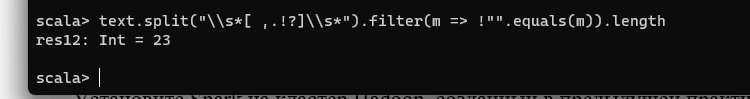 scala> text.split("\\s*[ ,.!?]\\s*").filter(m => !"".equals(m)).length
res12: Int = 23
scala>